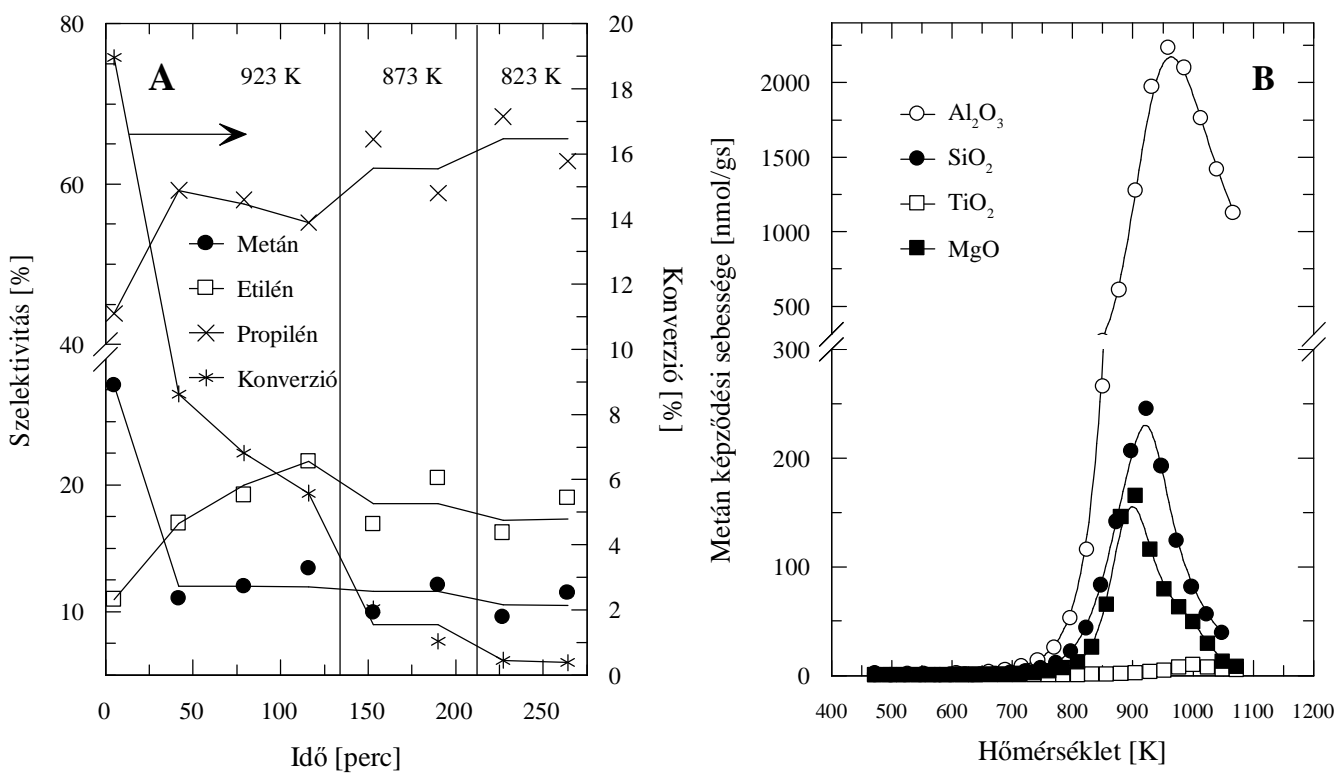 A
923 K
873 K
823 K
Metán
Etilén
Propilén
Konverzió
Szelektivitás [%]
80
60
40
20
10
Konverzió [%]
20
18
16
14
12
10
8
6
4
2
0
0 50 100 150 200 250
Idő [perc]
B
Al₂O₃
SiO₂
TiO₂
MgO
Metán képződési sebessége [nmol/gs]
2000
1500
1000
500
300
200
100
0
400 500 600 700 800 900 1000 1100 1200
Hőmérséklet [K]